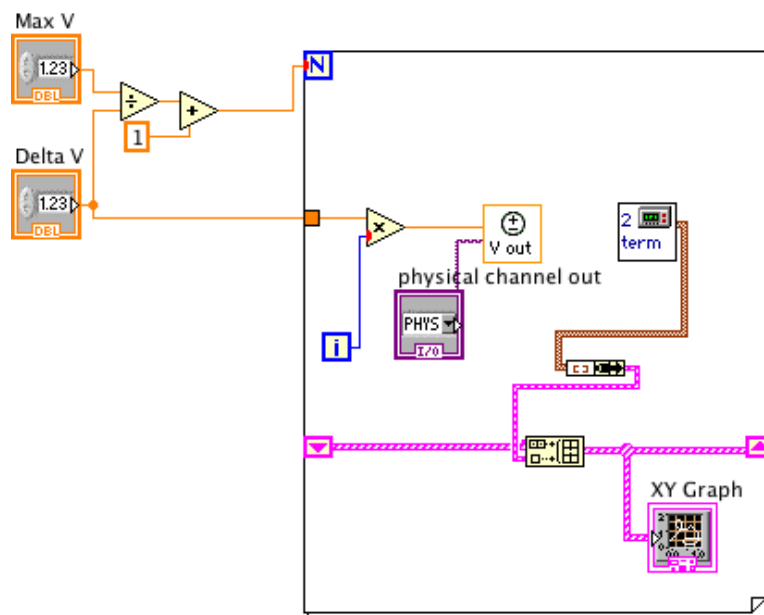 Max V
1.23
DBL
N
÷
+
1
Delta V
1.23
DBL
x
±
V out
2
term
physical channel out
PHYS
I/O
i
XY Graph